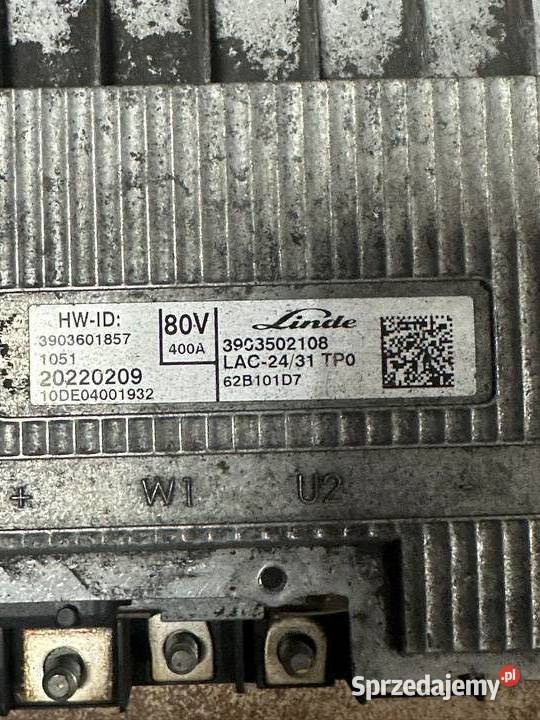 HW-ID:
3903601857
1051
20220209
10DE04001932
80V
400A
Linde
3903502108
LAC-24/31 TP0
62B101D7
+ W1 U2 -
Sprzedajemy.pl